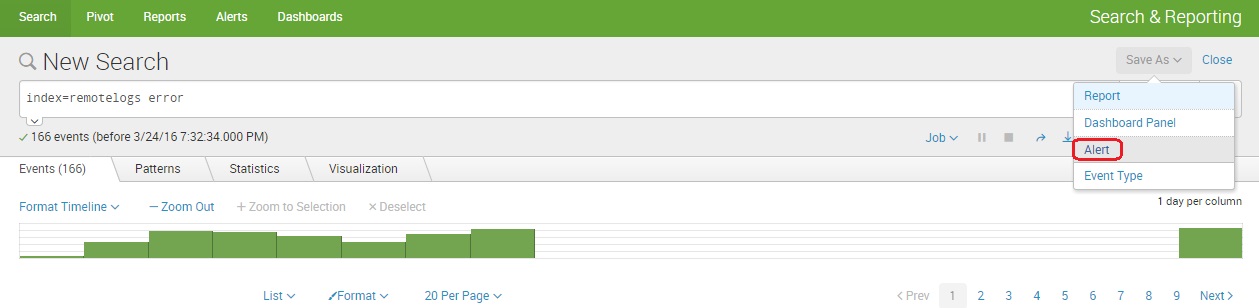 Search Pivot Reports Alerts Dashboards Search & Reporting
New Search Save As Close
index=remotelogs error
Report
Dashboard Panel
Alert
Event Type
166 events (before 3/24/16 7:32:34.000 PM) Job
Events (166) Patterns Statistics Visualization
Format Timeline — Zoom Out + Zoom to Selection × Deselect 1 day per column
List Format 20 Per Page < Prev 1 2 3 4 5 6 7 8 9 Next >